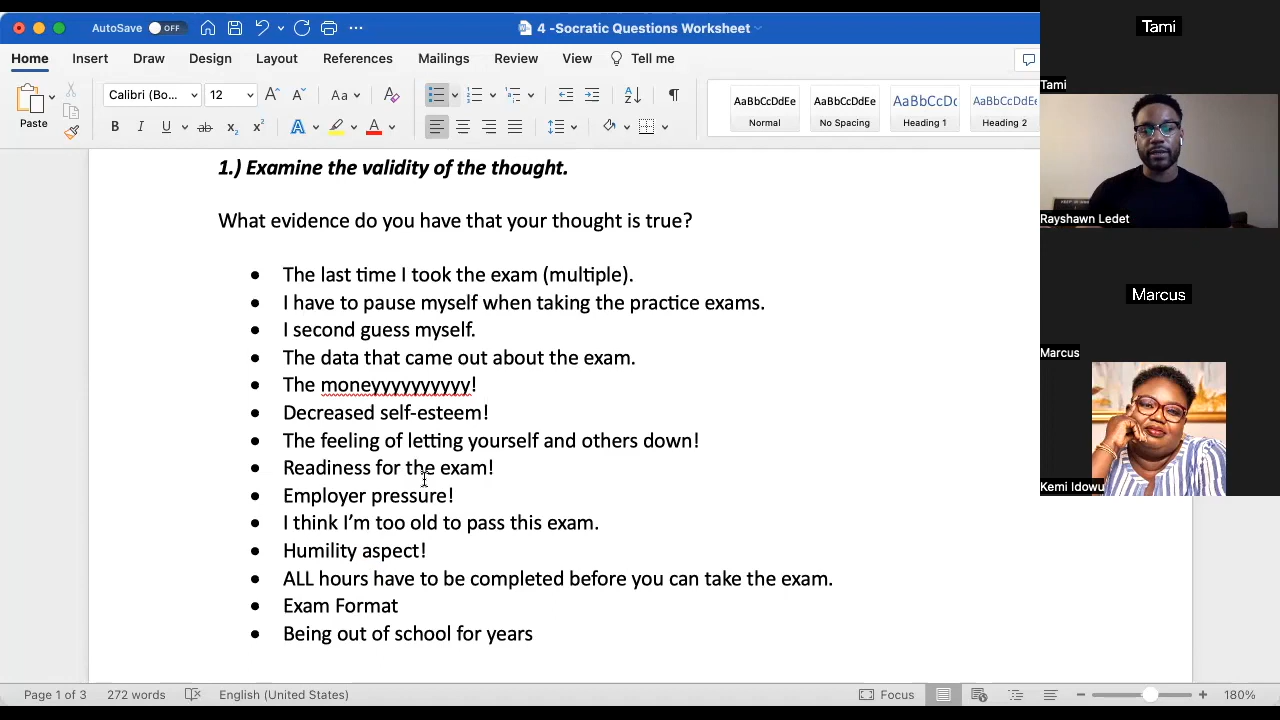 AutoSave OFF
4 -Socratic Questions Worksheet
Home Insert Draw Design Layout References Mailings Review View Tell me
Paste
Calibri (Bo... 12
AaBbCcDdEe AaBbCcDdEe AaBbCcDc AaBbCcDdEe
Normal No Spacing Heading 1 Heading 2
1.) Examine the validity of the thought.
What evidence do you have that your thought is true?
• The last time I took the exam (multiple).
• I have to pause myself when taking the practice exams.
• I second guess myself.
• The data that came out about the exam.
• The moneyyyyyyyyyy!
• Decreased self-esteem!
• The feeling of letting yourself and others down!
• Readiness for the exam!
• Employer pressure!
• I think I’m too old to pass this exam.
• Humility aspect!
• ALL hours have to be completed before you can take the exam.
• Exam Format
• Being out of school for years
Page 1 of 3 272 words English (United States) Focus 180%
Tami
Tami
Rayshawn Ledet
Marcus
Marcus
Kemi Idowu